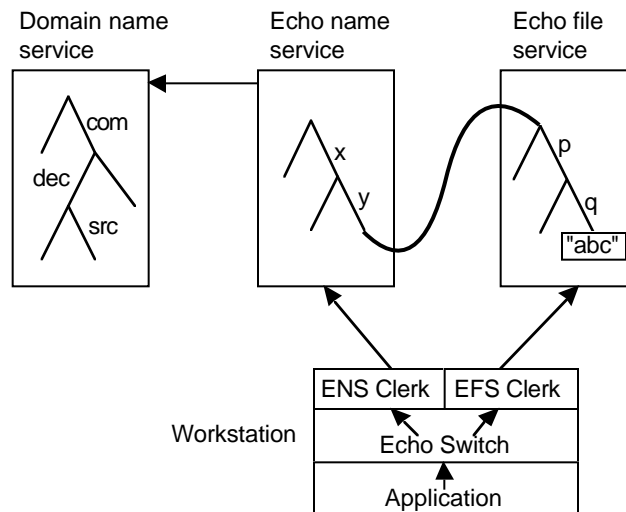 Domain name
service
Echo name
service
Echo file
service
com
dec
src
x
y
p
q
"abc"
ENS Clerk
EFS Clerk
Workstation
Echo Switch
Application